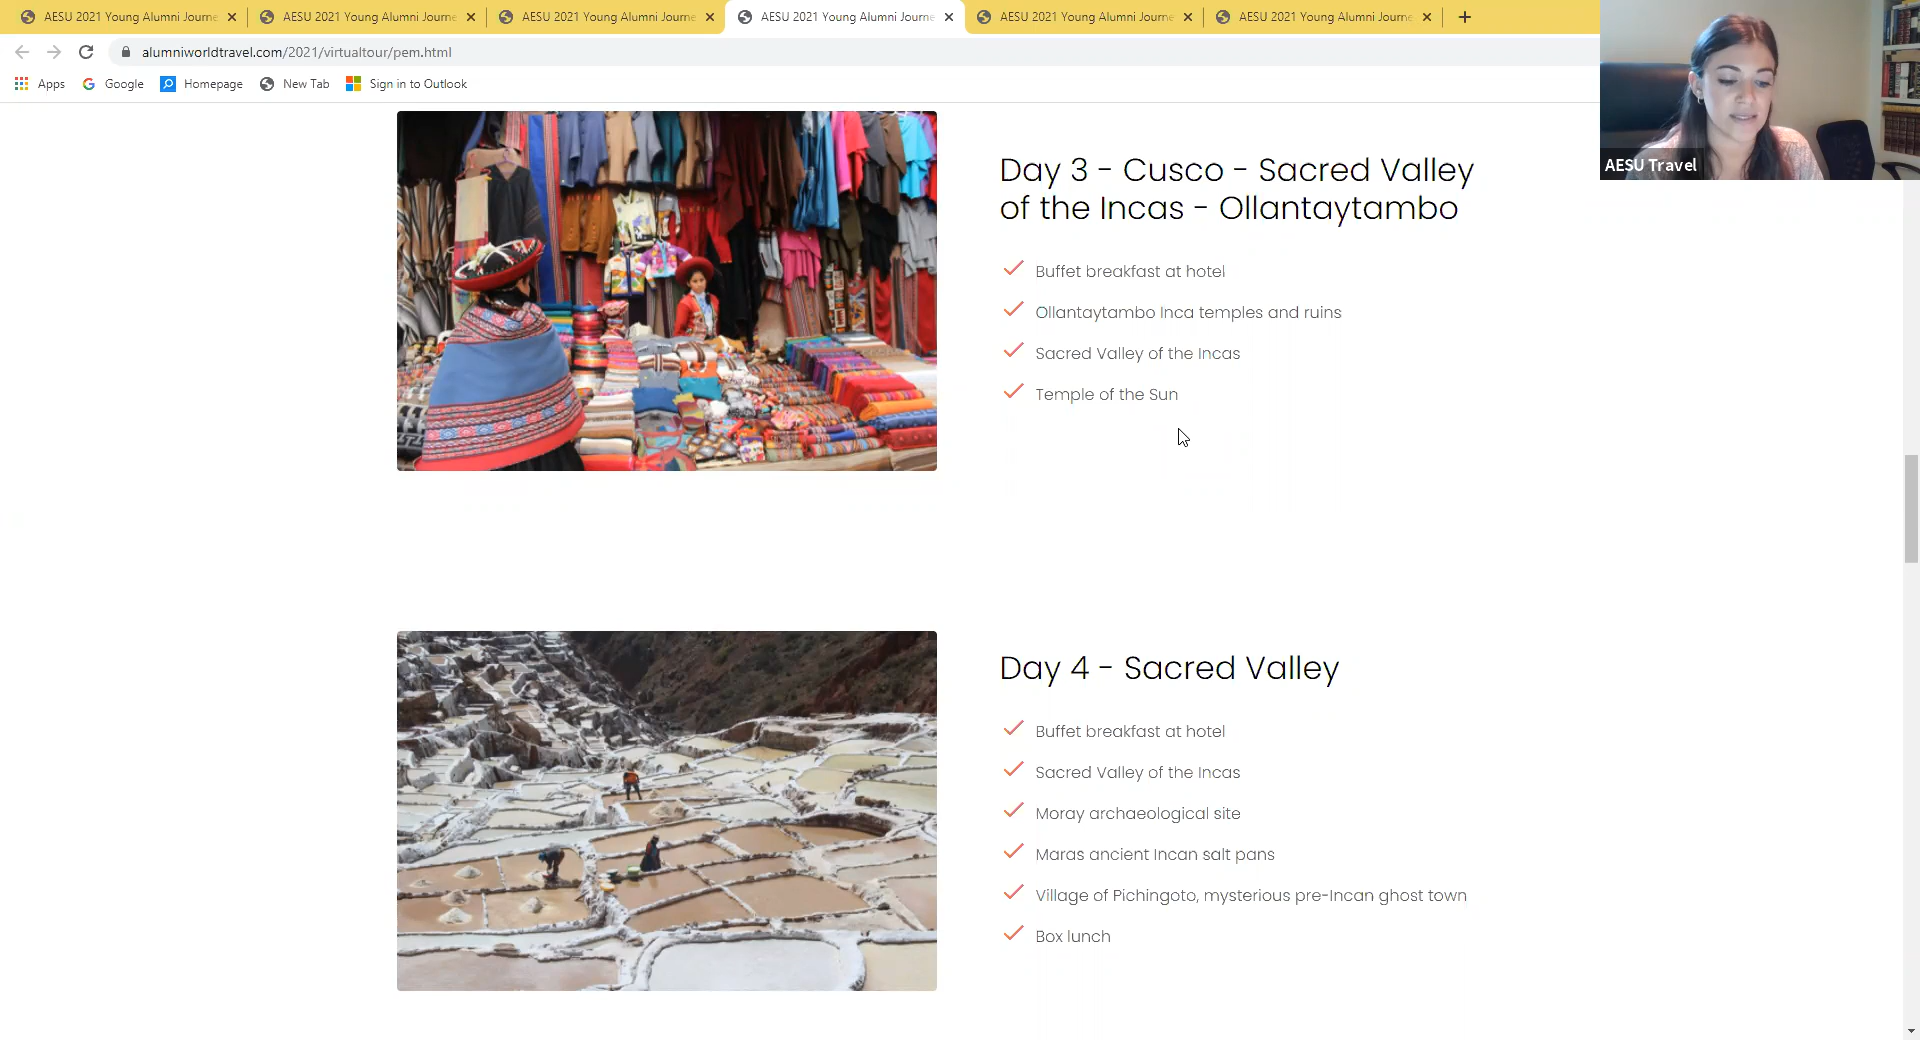 AESU 2021 Young Alumni Journe
AESU 2021 Young Alumni Journe
AESU 2021 Young Alumni Journe
AESU 2021 Young Alumni Journe
AESU 2021 Young Alumni Journe
AESU 2021 Young Alumni Journe
alumniworldtravel.com/2021/virtualtour/pem.html
Apps
Google
Homepage
New Tab
Sign in to Outlook
AESU Travel
Day 3 - Cusco - Sacred Valley
of the Incas - Ollantaytambo
Buffet breakfast at hotel
Ollantaytambo Inca temples and ruins
Sacred Valley of the Incas
Temple of the Sun
Day 4 - Sacred Valley
Buffet breakfast at hotel
Sacred Valley of the Incas
Moray archaeological site
Maras ancient Incan salt pans
Village of Pichingoto, mysterious pre-Incan ghost town
Box lunch